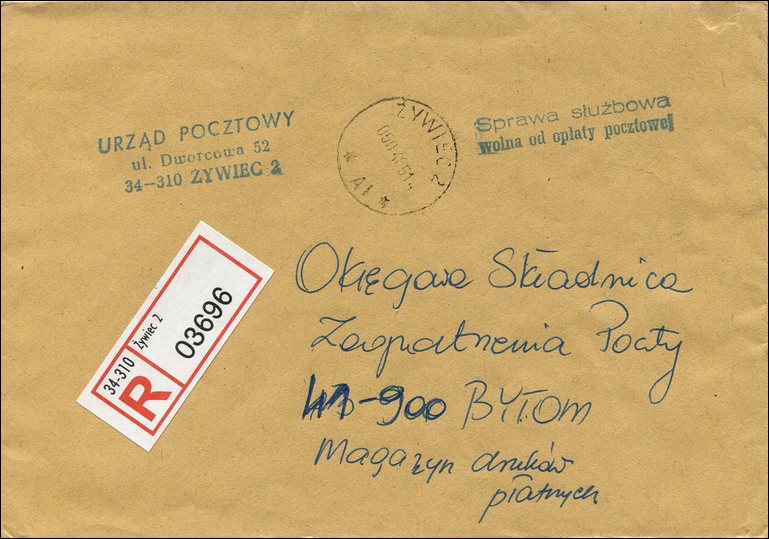 URZĄD POCZTOWY
ul. Dworcowa 52
34-310 ŻYWIEC 2
ŻYWIEC 2
* A1 *
Sprawa służbowa
wolna od opłaty pocztowej
34-310
Żywiec 2
R
03696
Okręgowa Składnica
Zaopatrzenia Poczty
41-900 BYTOM
Magazyn druków
płatnych